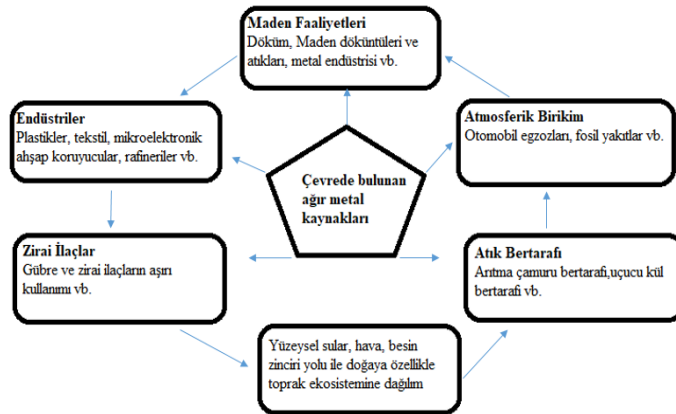 Maden Faaliyetleri
Döküm, Maden döküntüleri ve
atıkları, metal endüstrisi vb.
Endüstriler
Plastikler, tekstil, mikroelektronik
ahşap koruyucular, rafineriler vb.
Atmosferik Birikim
Otomobil egzozları, fosil yakıtlar vb.
Çevrede bulunan
ağır metal
kaynakları
Zirai İlaçlar
Gübre ve zirai ilaçların aşırı
kullanımı vb.
Atık Bertarafı
Arıtma çamuru bertarafi,uçucu kül
bertarafi vb.
Yüzeysel sular, hava, besin
zinciri yolu ile doğaya özellikle
toprak ekosistemine dağılım